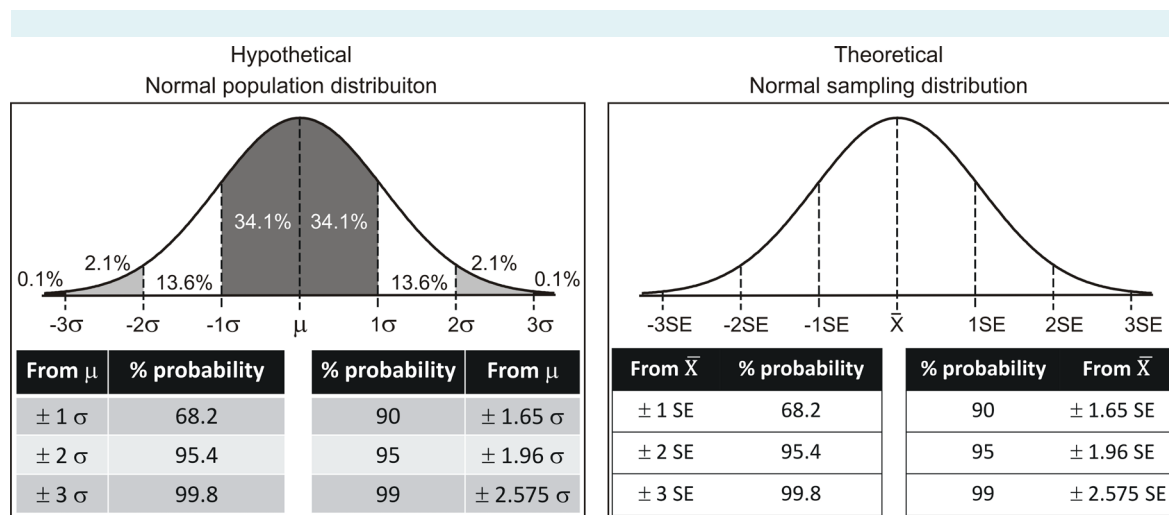 Hypothetical
Normal population distribuiton
34.1% 34.1%
2.1% 2.1%
0.1% 13.6% 13.6% 0.1%
-3σ -2σ -1σ μ 1σ 2σ 3σ
From μ % probability
± 1 σ 68.2
± 2 σ 95.4
± 3 σ 99.8
% probability From μ
90 ± 1.65 σ
95 ± 1.96 σ
99 ± 2.575 σ
Theoretical
Normal sampling distribution
-3SE -2SE -1SE X̅ 1SE 2SE 3SE
From X̅ % probability
± 1 SE 68.2
± 2 SE 95.4
± 3 SE 99.8
% probability From X̅
90 ± 1.65 SE
95 ± 1.96 SE
99 ± 2.575 SE